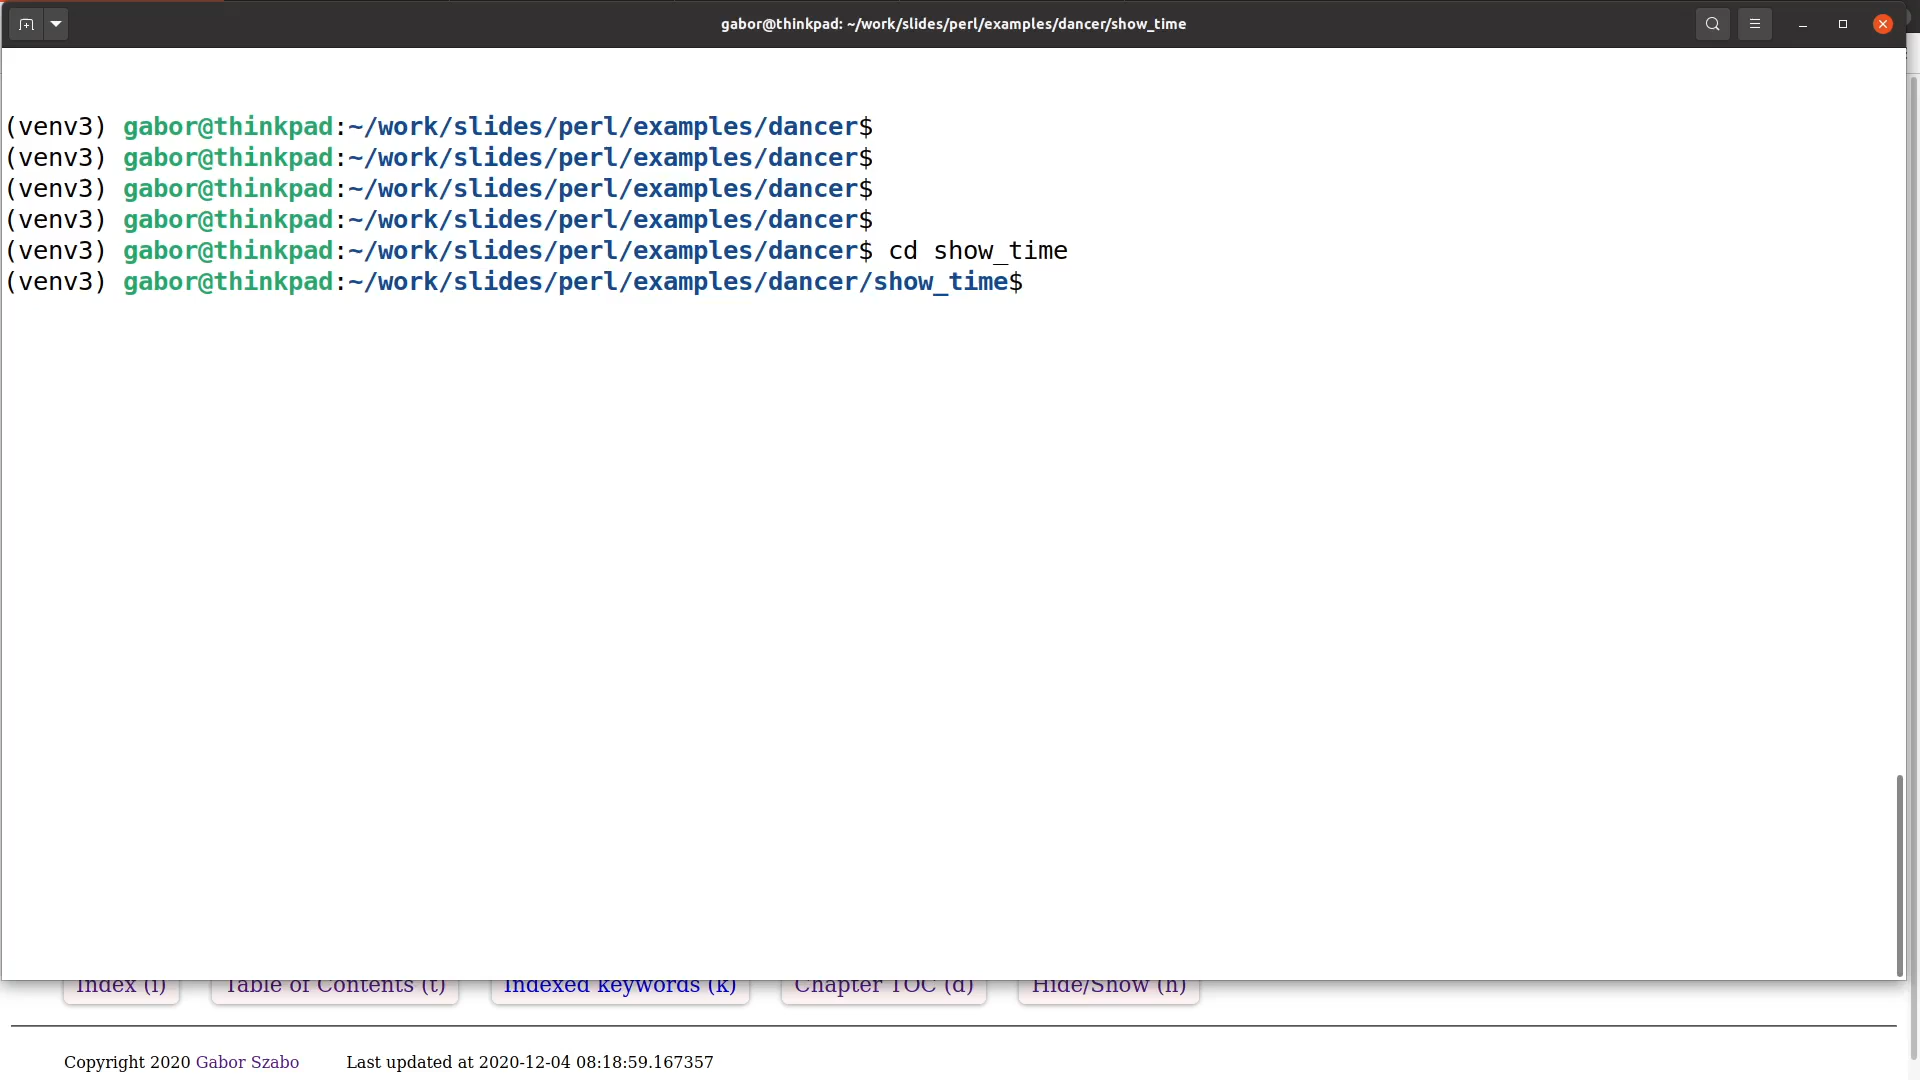 gabor@thinkpad: ~/work/slides/perl/examples/dancer/show_time
(venv3) gabor@thinkpad:~/work/slides/perl/examples/dancer$
(venv3) gabor@thinkpad:~/work/slides/perl/examples/dancer$
(venv3) gabor@thinkpad:~/work/slides/perl/examples/dancer$
(venv3) gabor@thinkpad:~/work/slides/perl/examples/dancer$
(venv3) gabor@thinkpad:~/work/slides/perl/examples/dancer$ cd show_time
(venv3) gabor@thinkpad:~/work/slides/perl/examples/dancer/show_time$
Index (i) Table of Contents (t) Indexed keywords (k) Chapter TOC (d) Hide/Show (h)
Copyright 2020 Gabor Szabo Last updated at 2020-12-04 08:18:59.167357